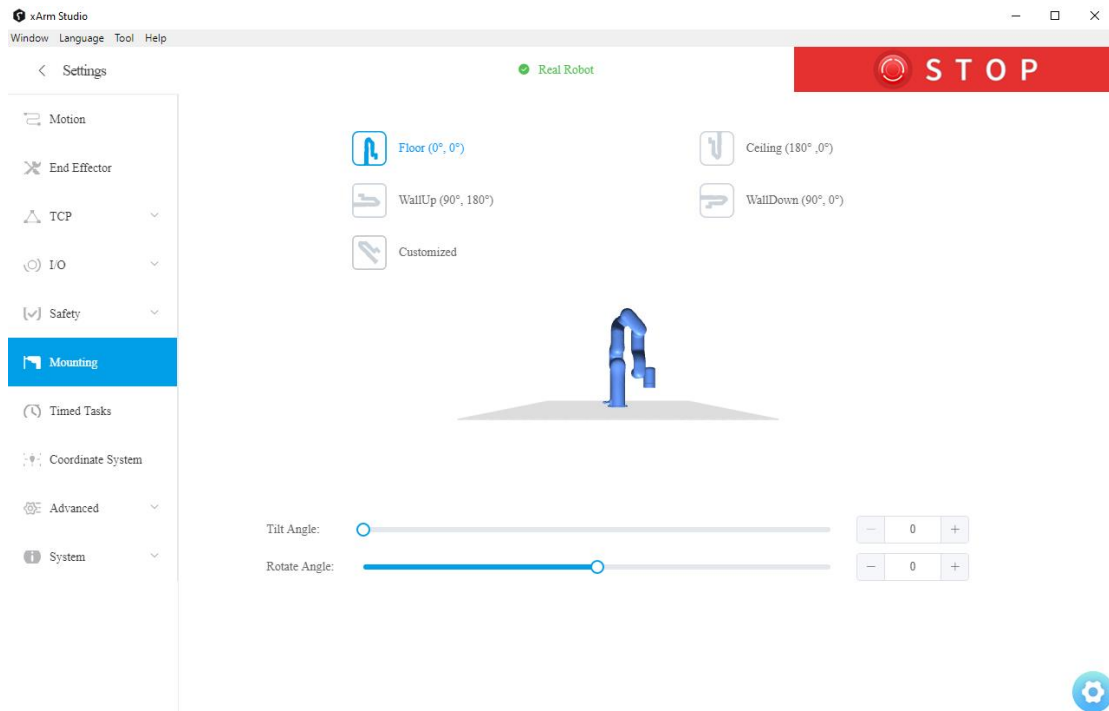 xArm Studio
Window Language Tool Help
Settings
Real Robot
STOP
Motion
End Effector
TCP
I/O
Safety
Mounting
Timed Tasks
Coordinate System
Advanced
System
Floor (0°, 0°)
Ceiling (180° ,0°)
WallUp (90°, 180°)
WallDown (90°, 0°)
Customized
Tilt Angle:
− 0 +
Rotate Angle:
− 0 +